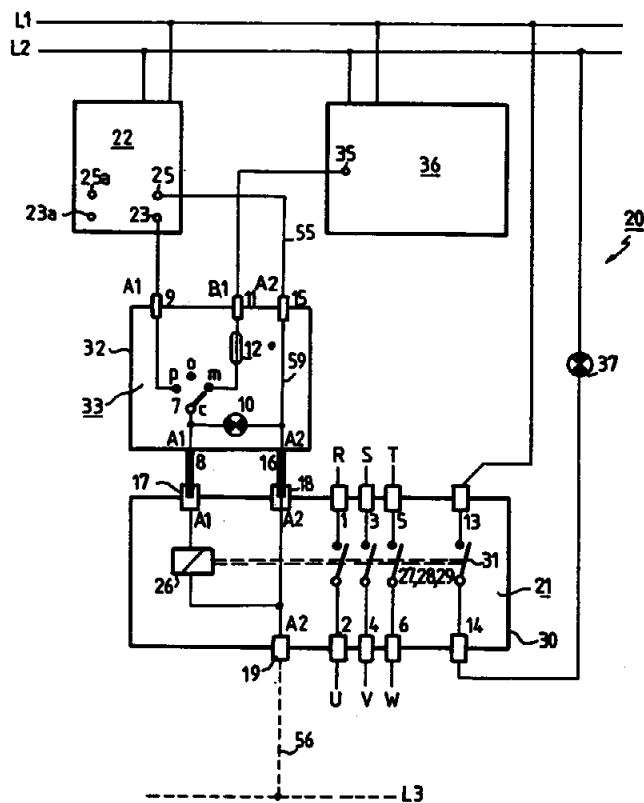 L1
L2
22
25a 25
23a 23
35
36
20
55
A1 9
B1 11
A2 15
32
33
12
59
p o m
7 c
10
37
A1 8
16 A2
R S T
17
18
A1
A2
1 3 5 13
26
31
27,28,29
21
A2
2 4 6 14
30
19
U V W
56
L3